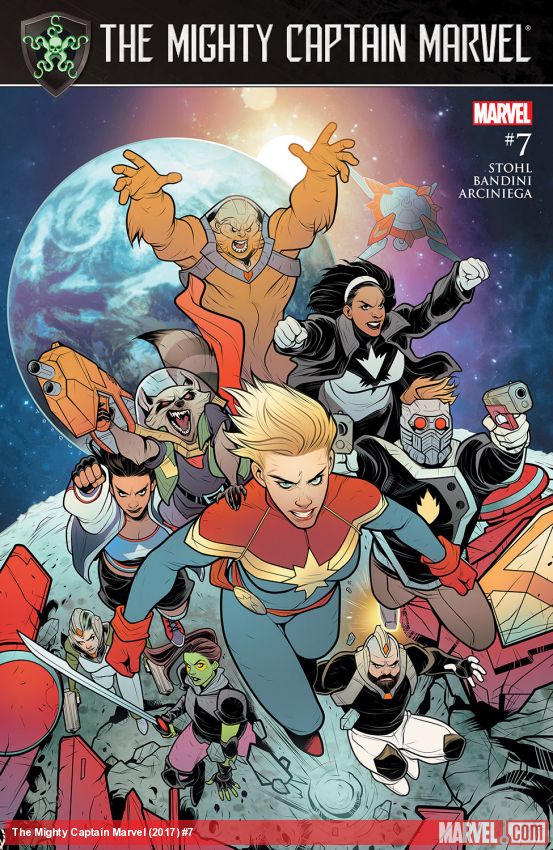 THE MIGHTY CAPTAIN MARVEL
MARVEL
#7
STOHL
BANDINI
ARCINIEGA
The Mighty Captain Marvel (2017) #7
MARVEL.com